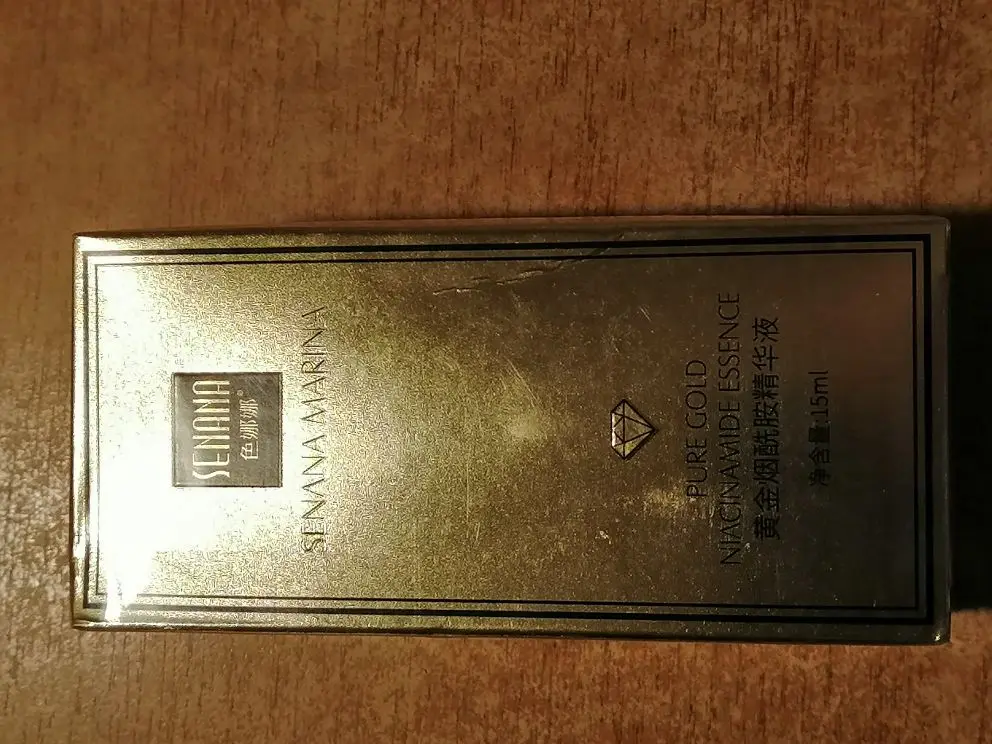 SENANA
色娜娜®
SENANA MARINA
PURE GOLD
NIACINAMIDE ESSENCE
黄金烟酰胺精华液
净含量:15ml